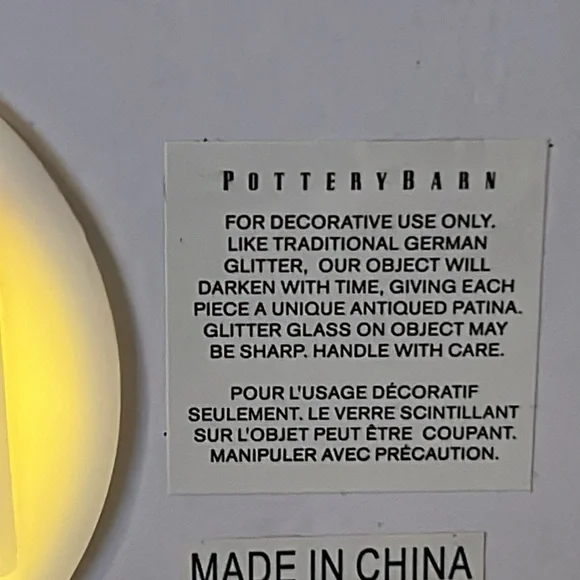 POTTERYBARN
FOR DECORATIVE USE ONLY.
LIKE TRADITIONAL GERMAN
GLITTER, OUR OBJECT WILL
DARKEN WITH TIME, GIVING EACH
PIECE A UNIQUE ANTIQUED PATINA.
GLITTER GLASS ON OBJECT MAY
BE SHARP. HANDLE WITH CARE.
POUR L'USAGE DÉCORATIF
SEULEMENT. LE VERRE SCINTILLANT
SUR L'OBJET PEUT ÊTRE COUPANT.
MANIPULER AVEC PRÉCAUTION.
MADE IN CHINA